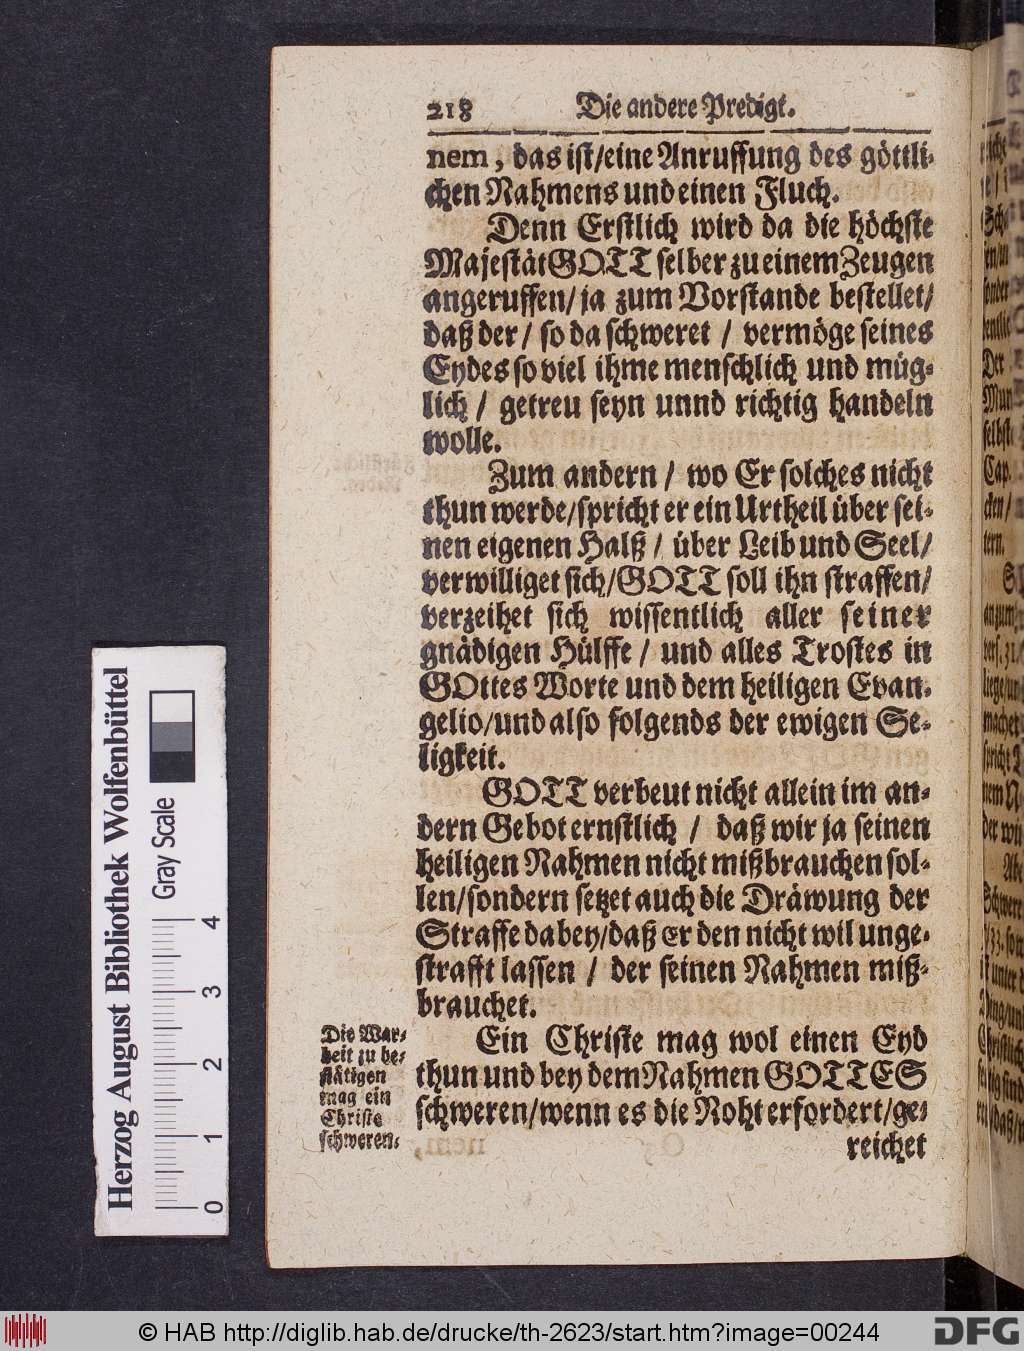 218 Die andere Predigt.
nem, das ist/eine Anruffung des göttli-
chen Nahmens und einen Fluch.
Denn Erstlich wird da die höchste
Majestät GOTT selber zu einem Zeugen
angeruffen/ ja zum Vorstande bestellet/
daß der/ so da schweret / vermöge seines
Eydes so viel ihme menschlich und müg-
lich / getreu seyn unnd richtig handeln
wolle.
Zum andern / wo Er solches nicht
thun werde/spricht er ein Urtheil über sei-
nen eigenen Halß / über Leib und Seel/
verwilliget sich/GOTT soll ihn straffen/
verzeihet sich wissentlich aller seiner
gnädigen Hülffe / und alles Trostes in
GOttes Worte und dem heiligen Evan-
gelio/und also folgends der ewigen Se-
ligkeit.
GOTT verbeut nicht allein im an-
dern Gebot ernstlich / daß wir ja seinen
heiligen Nahmen nicht mißbrauchen sol-
len/sondern setzet auch die Dräwung der
Straffe dabey/daß er den nicht wil unge-
strafft lassen / der seinen Nahmen miß-
brauchet.
Ein Christe mag wol einen Eyd
thun und bey dem Nahmen GOTTES
schweren/wenn es die Noht erfordert/ge-
reichet
Die War-
heit zu be-
stätigen
mag ein
Christe
schweren.
Herzog August Bibliothek Wolfenbüttel
Gray Scale
0 1 2 3 4
© HAB http://diglib.hab.de/drucke/th-2623/start.htm?image=00244
DFG